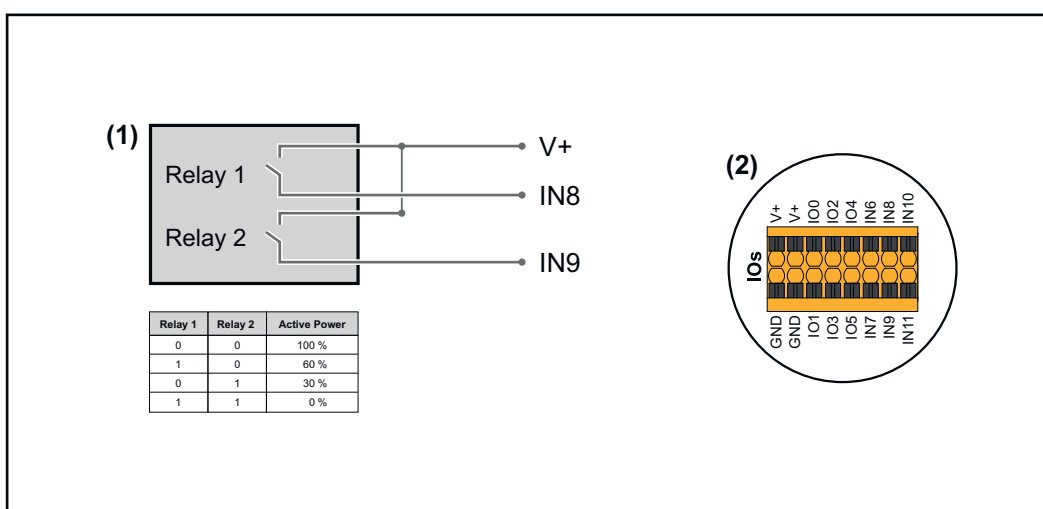 (1)
Relay 1
Relay 2
V+
IN8
IN9
Relay 1 Relay 2 Active Power
0 0 100 %
1 0 60 %
0 1 30 %
1 1 0 %
(2)
V+ V+ IO0 IO2 IO4 IN6 IN8 IN10
IOs
GND GND IO1 IO3 IO5 IN7 IN9 IN11